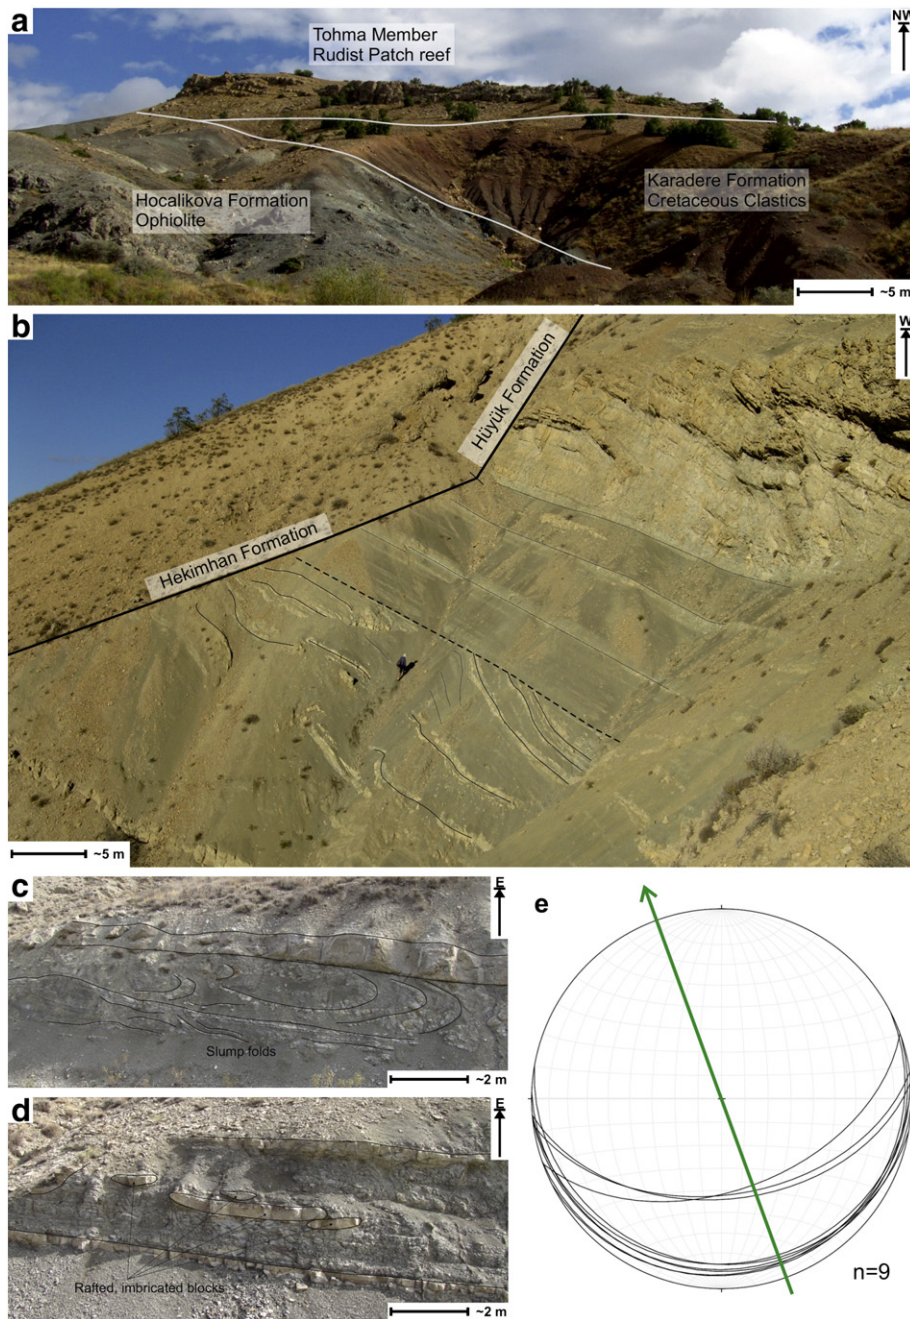 a
NW
Tohma Member
Rudist Patch reef
Hocalikova Formation
Ophiolite
Karadere Formation
Cretaceous Clastics
~5 m
b
W
Hüyük Formation
Hekimhan Formation
~5 m
c
E
Slump folds
~2 m
d
E
Rafted, imbricated blocks
~2 m
e
n=9